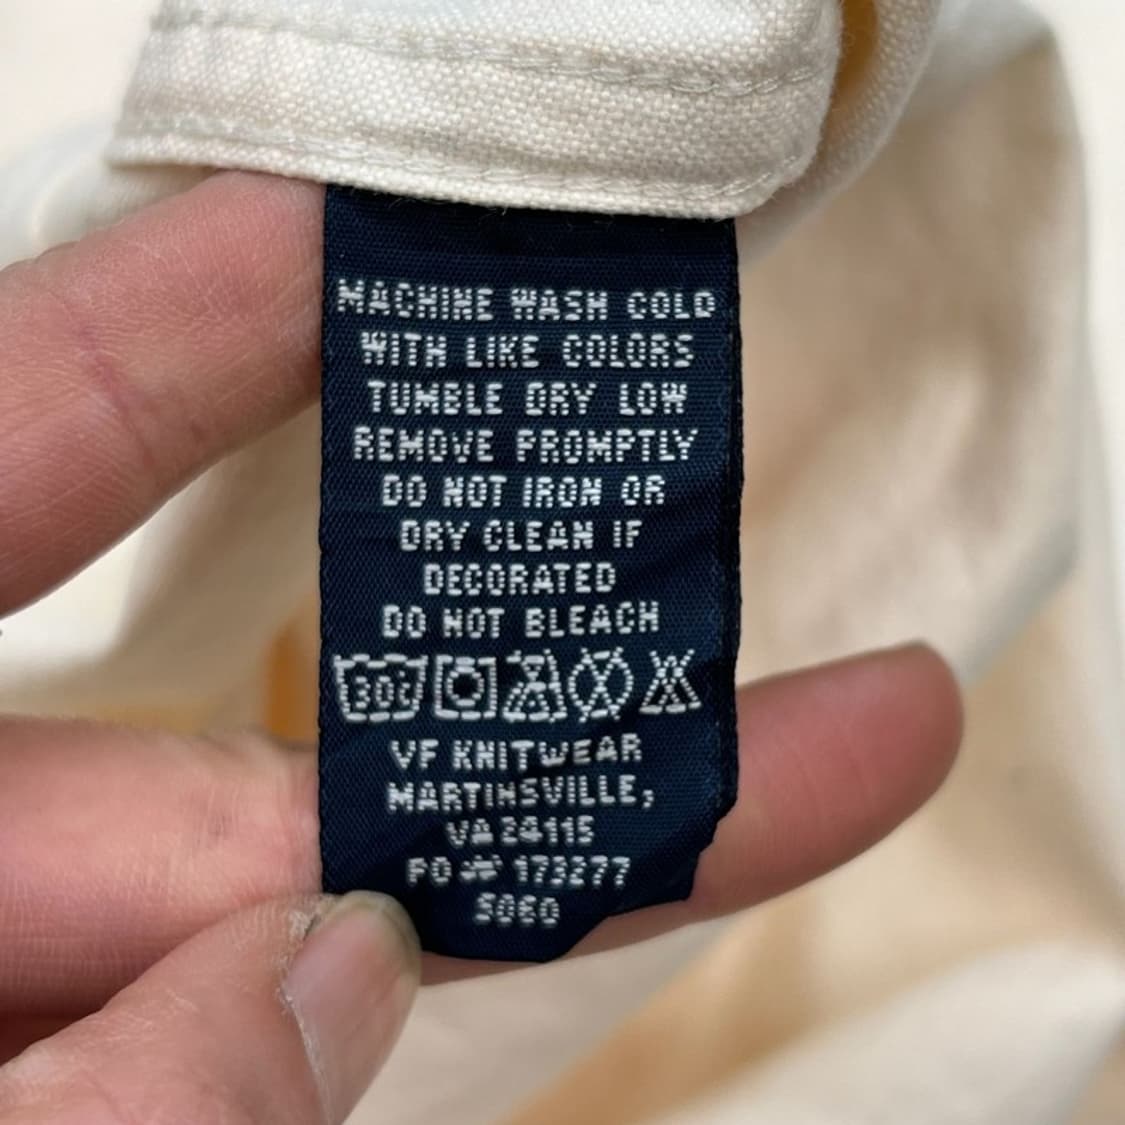 MACHINE WASH COLD
WITH LIKE COLORS
TUMBLE DRY LOW
REMOVE PROMPTLY
DO NOT IRON OR
DRY CLEAN IF
DECORATED
DO NOT BLEACH
30c
VF KNITWEAR
MARTINSVILLE,
VA 24115
PO # 173277
5060